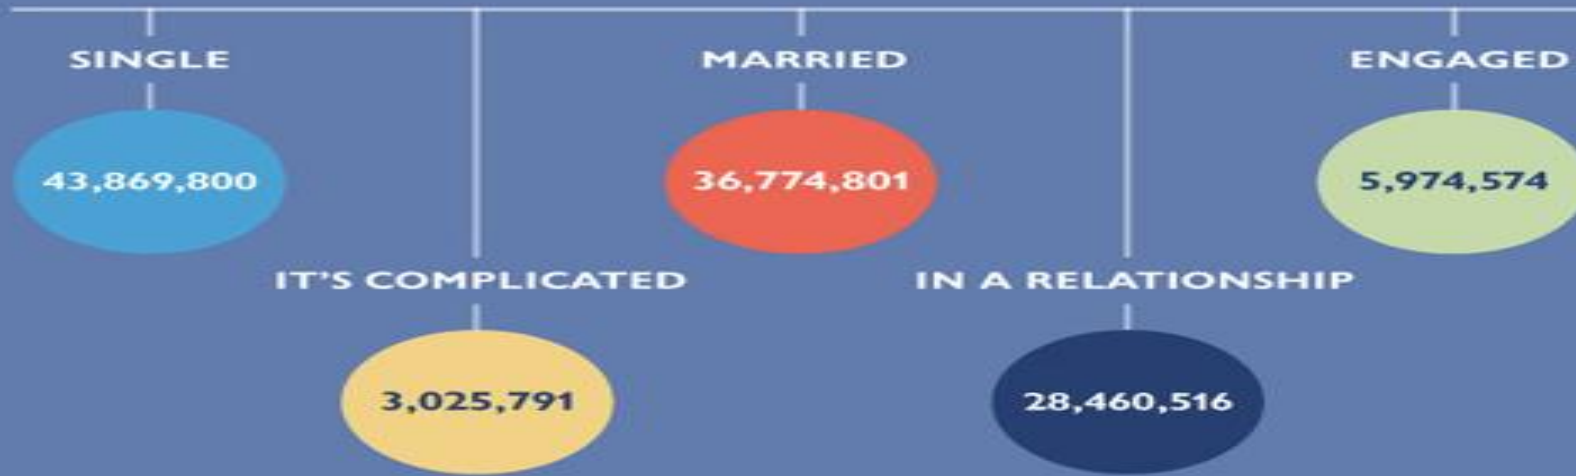 SINGLE
MARRIED
ENGAGED
43,869,800
36,774,801
5,974,574
IT'S COMPLICATED
IN A RELATIONSHIP
3,025,791
28,460,516